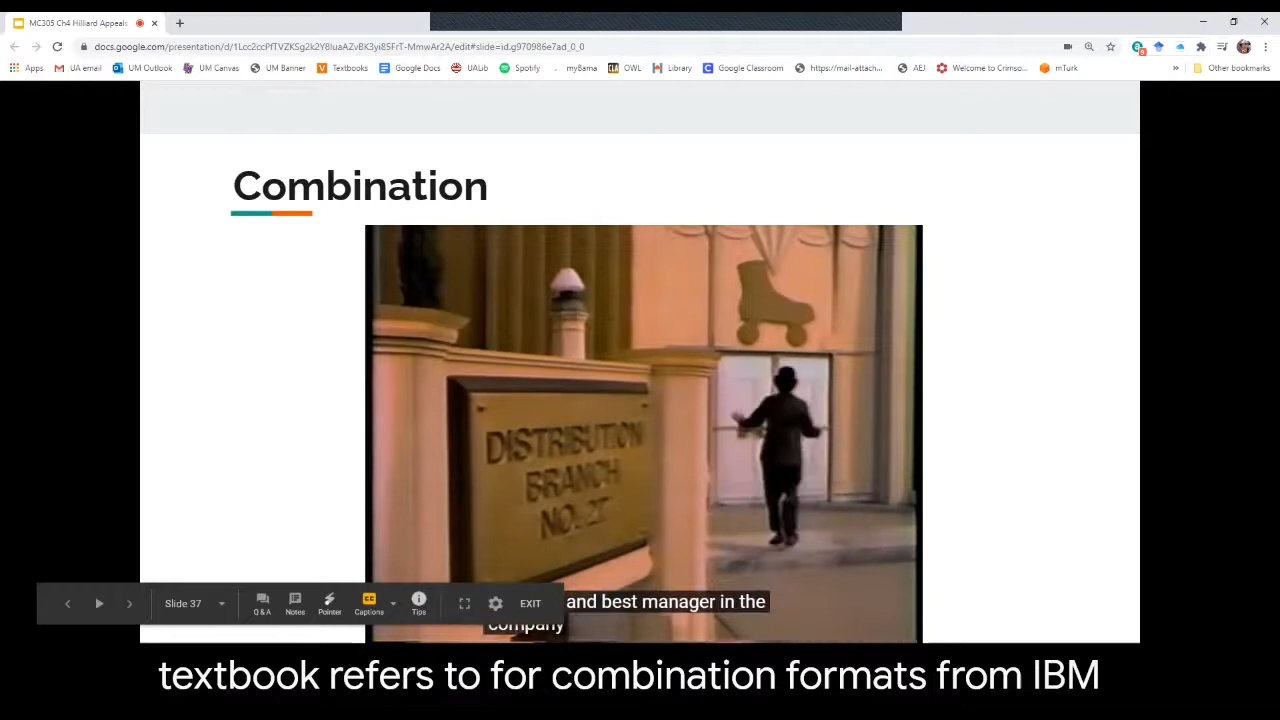 MC305 Ch4 Hilliard Appeals
docs.google.com/presentation/d/1Lcc2ccPfTVZKSg2k2Y8luaAZvBK3yi85FrT-MmwAr2A/edit#slide=id.g970986e7ad_0_0
Apps UA email UM Outlook UM Canvas UM Banner Textbooks Google Docs UALib Spotify myBama OWL Library Google Classroom https://mail-attach... AEJ Welcome to Crimso... mTurk » Other bookmarks
Combination
DISTRIBUTION
BRANCH
NO. 27
Slide 37 Q & A Notes Pointer Captions Tips EXIT
and best manager in the
company
textbook refers to for combination formats from IBM